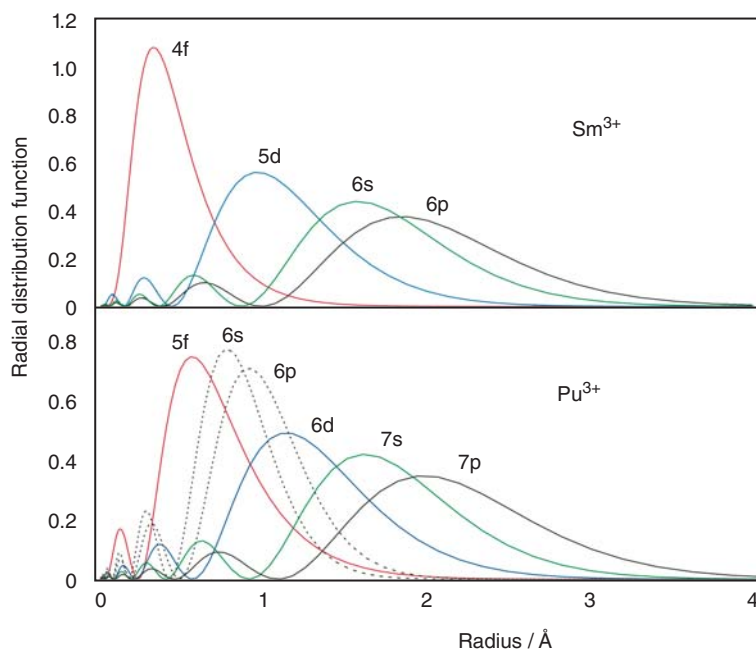 Radial distribution function
1.2
1.0
0.8
0.6
0.4
0.2
0
4f
5d
6s
6p
Sm³⁺
0.8
0.6
0.4
0.2
0
5f
6s
6p
6d
7s
7p
Pu³⁺
0 1 2 3 4
Radius / Å